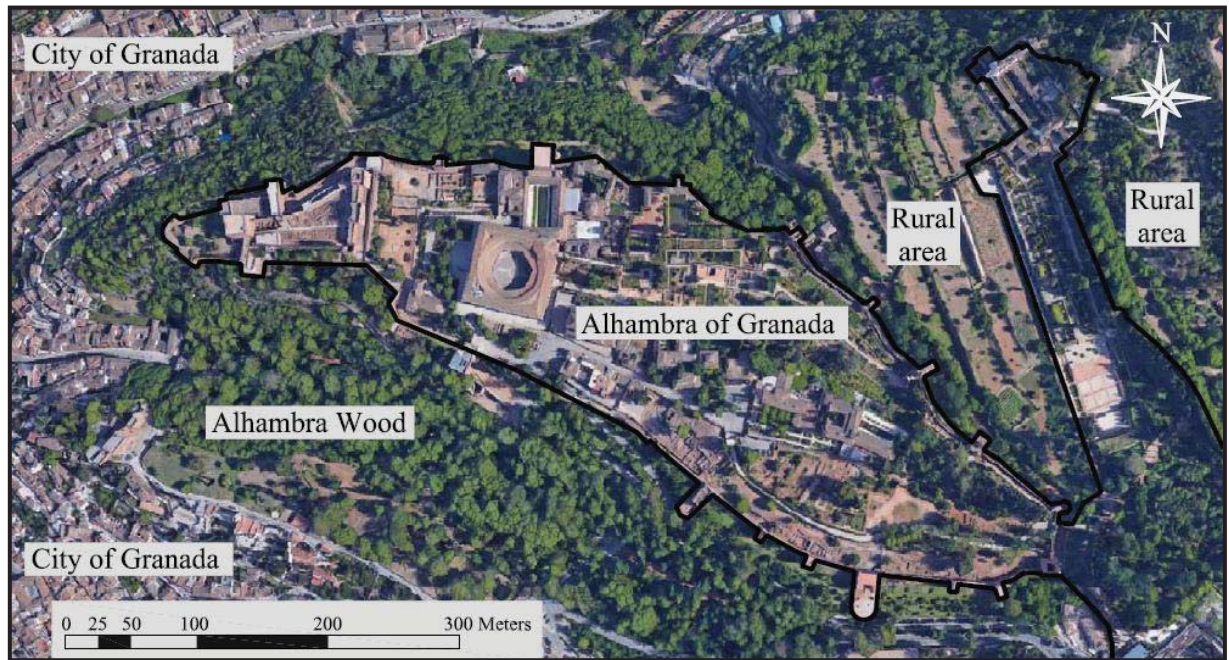 City of Granada
N
Rural
area
Rural
area
Alhambra of Granada
Alhambra Wood
City of Granada
0 25 50 100 200 300 Meters